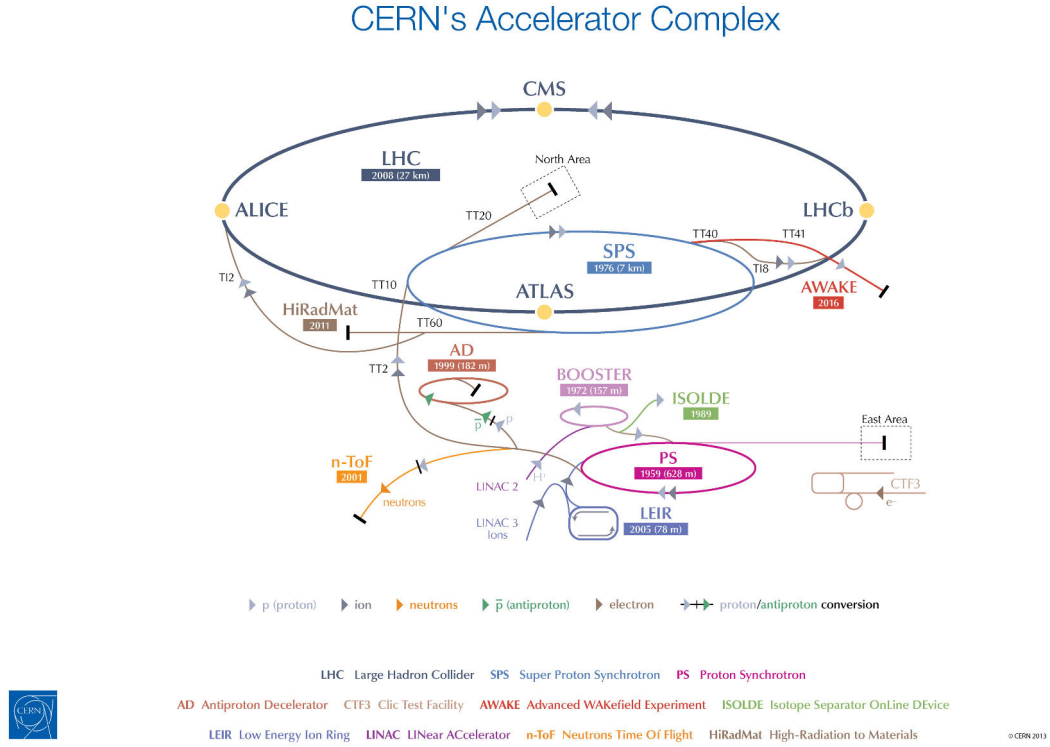 CERN's Accelerator Complex
CMS
LHC
2008 (27 km)
North Area
ALICE
LHCb
TT20
TT40
TT41
SPS
1976 (7 km)
TI8
TI2
TT10
ATLAS
AWAKE
2016
HiRadMat
2011
TT60
TT2
AD
1999 (182 m)
BOOSTER
1972 (157 m)
ISOLDE
1989
p̅
p
East Area
n-ToF
2001
PS
1959 (628 m)
LINAC 2
H⁺
neutrons
CTF3
e⁻
LINAC 3
Ions
LEIR
2005 (78 m)
p (proton) ion neutrons p̅ (antiproton) electron proton/antiproton conversion
LHC Large Hadron Collider SPS Super Proton Synchrotron PS Proton Synchrotron
AD Antiproton Decelerator CTF3 Clic Test Facility AWAKE Advanced WAKefield Experiment ISOLDE Isotope Separator OnLine DEvice
LEIR Low Energy Ion Ring LINAC LINear ACcelerator n-ToF Neutrons Time Of Flight HiRadMat High-Radiation to Materials
CERN
© CERN 2013